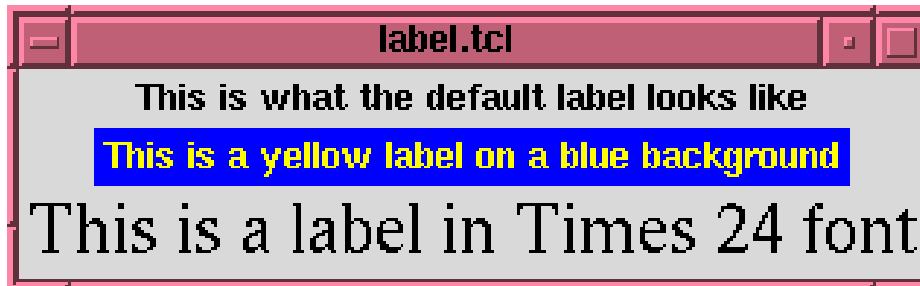 label.tcl
This is what the default label looks like
This is a yellow label on a blue background
This is a label in Times 24 font